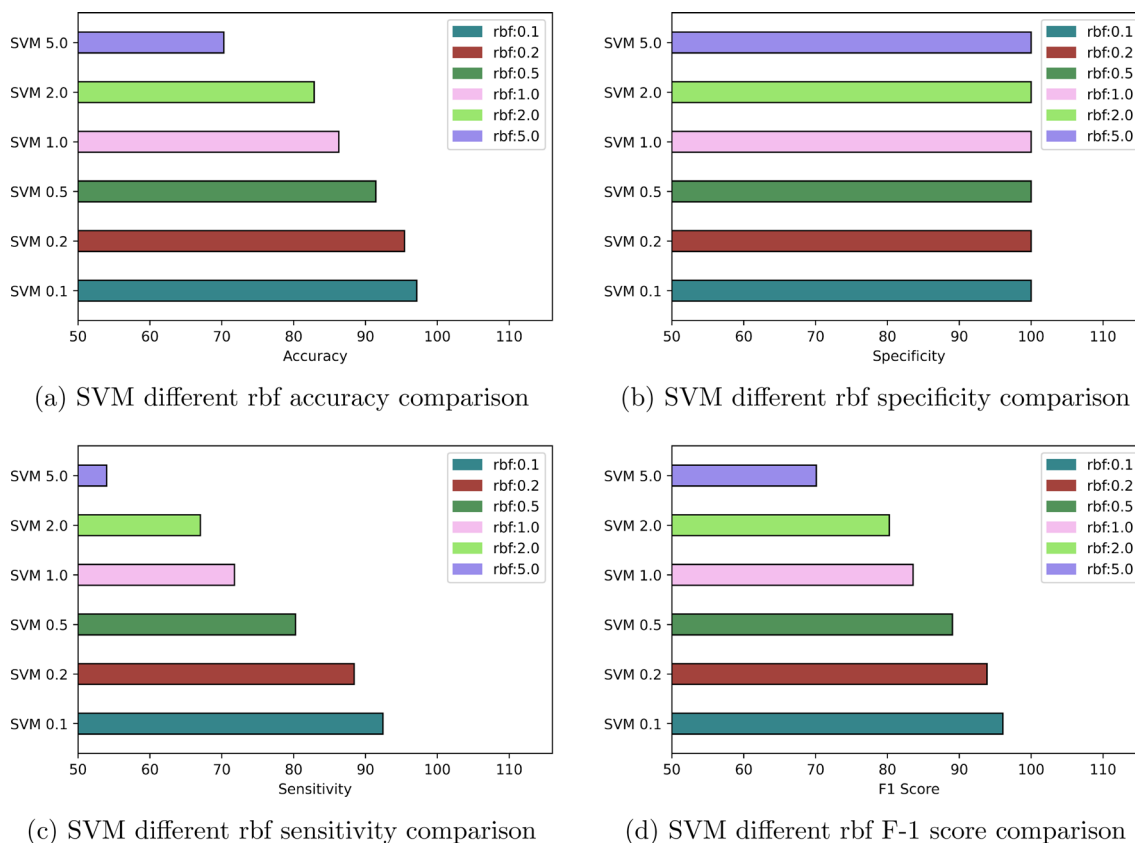 SVM 5.0
SVM 2.0
SVM 1.0
SVM 0.5
SVM 0.2
SVM 0.1
50 60 70 80 90 100 110
Accuracy
rbf:0.1
rbf:0.2
rbf:0.5
rbf:1.0
rbf:2.0
rbf:5.0
(a) SVM different rbf accuracy comparison
SVM 5.0
SVM 2.0
SVM 1.0
SVM 0.5
SVM 0.2
SVM 0.1
50 60 70 80 90 100 110
Specificity
rbf:0.1
rbf:0.2
rbf:0.5
rbf:1.0
rbf:2.0
rbf:5.0
(b) SVM different rbf specificity comparison
SVM 5.0
SVM 2.0
SVM 1.0
SVM 0.5
SVM 0.2
SVM 0.1
50 60 70 80 90 100 110
Sensitivity
rbf:0.1
rbf:0.2
rbf:0.5
rbf:1.0
rbf:2.0
rbf:5.0
(c) SVM different rbf sensitivity comparison
SVM 5.0
SVM 2.0
SVM 1.0
SVM 0.5
SVM 0.2
SVM 0.1
50 60 70 80 90 100 110
F1 Score
rbf:0.1
rbf:0.2
rbf:0.5
rbf:1.0
rbf:2.0
rbf:5.0
(d) SVM different rbf F-1 score comparison